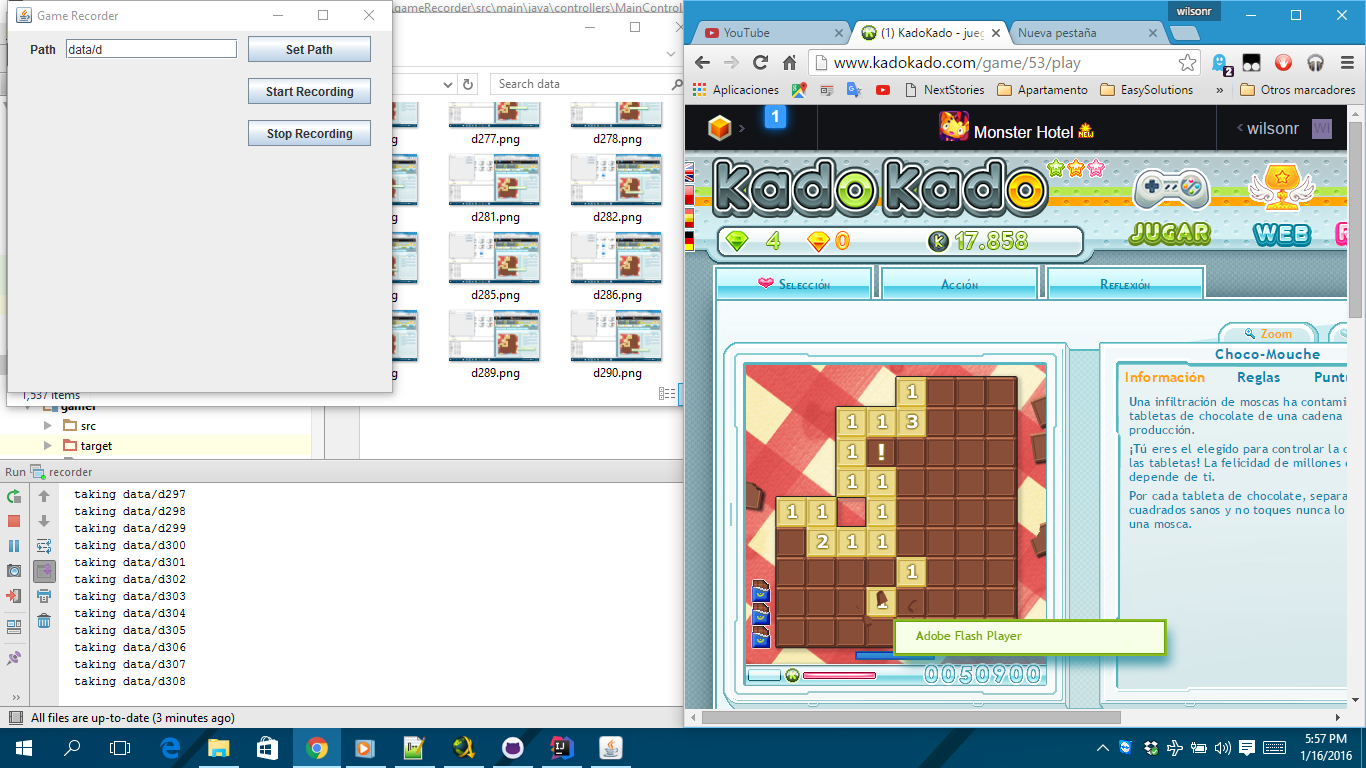 Game Recorder
Path data/d Set Path
Start Recording
Stop Recording
.gameRecorder\src\main\java\controllers\MainControl
Search data
d277.png d278.png
d281.png d282.png
d285.png d286.png
d289.png d290.png
1,537 items
gamer
src
target
Run recorder
taking data/d297
taking data/d298
taking data/d299
taking data/d300
taking data/d301
taking data/d302
taking data/d303
taking data/d304
taking data/d305
taking data/d306
taking data/d307
taking data/d308
All files are up-to-date (3 minutes ago)
wilsonr
YouTube (1) KadoKado - jueg Nueva pestaña
www.kadokado.com/game/53/play
2
Aplicaciones NextStories Apartamento EasySolutions » Otros marcadores
1 Monster Hotel NEW wilsonr WI
KadoKado
JUGAR WEB
4 0 K 17.858
Selección Acción Reflexión
Zoom
Choco-Mouche
Información Reglas Puntu
Una infiltración de moscas ha contami
tabletas de chocolate de una cadena
producción.
¡Tú eres el elegido para controlar la c
las tabletas! La felicidad de millones
depende de ti.
Por cada tableta de chocolate, separa
cuadrados sanos y no toques nunca lo
una mosca.
1
1 1 3
1 !
1 1
1 1 1
2 1 1
1
Adobe Flash Player
0050900
5:57 PM
1/16/2016